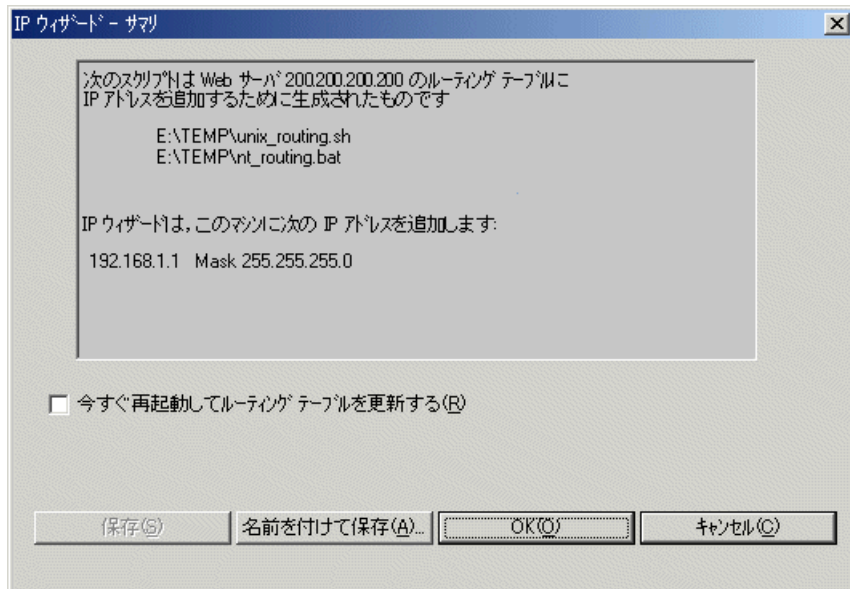 IP ウィザード - サマリ
次のスクリプトは Web サーバ 200.200.200.200 のルーティング テーブルに
IP アドレスを追加するために生成されたものです
E:\TEMP\unix_routing.sh
E:\TEMP\nt_routing.bat
IP ウィザードは, このマシンに次の IP アドレスを追加します:
192.168.1.1 Mask 255.255.255.0
今すぐ再起動してルーティング テーブルを更新する(R)
保存(S) 名前を付けて保存(A)... OK(O) キャンセル(C)